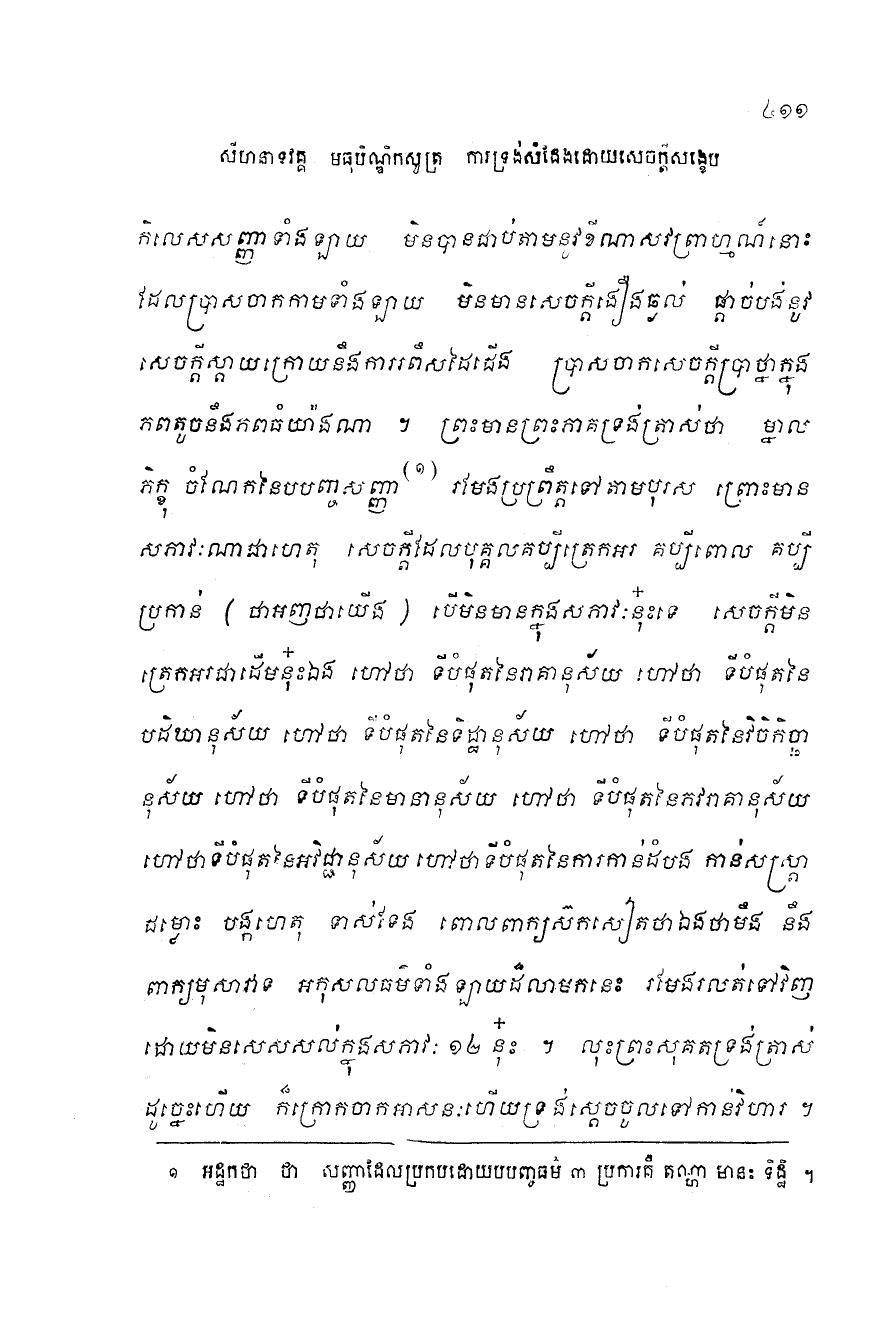 ៤១១
សីហនាទវគ្គ មធុបិណ្ឌិកសូត្រ ការទ្រង់សំដែងដោយសេចក្តីសង្ខេប
កិលេសសញ្ញាទាំងឡាយ មិនបានជាប់តាមនូវខីណាសវព្រាហ្មណ៍នោះ
ដែលប្រាសចាកកាមទាំងឡាយ មិនមានសេចក្តីងឿងឆ្ងល់ ផ្តាច់បង់នូវ
សេចក្តីស្តាយក្រោយនឹងការរពឹសដៃជើង ប្រាសចាកសេចក្តីប្រាថ្នាក្នុង
ភពតូចនឹងភពធំយ៉ាងណា ។ ព្រះមានព្រះភាគទ្រង់ត្រាស់ថា ម្នាល
ភិក្ខុ ចំណែកនៃបបញ្ចសញ្ញា(១) រមែងប្រព្រឹត្តទៅតាមបុរស ព្រោះមាន
សភាវៈណាជាហេតុ សេចក្តីដែលបុគ្គលគប្បីត្រេកអរ គប្បីពោល គប្បី
ប្រកាន់ ( ថាអញថាយើង ) បើមិនមានក្នុងសភាវៈនុ៎ះទេ សេចក្តីមិន
ត្រេកអរជាដើមនុ៎ះឯង ហៅថា ទីបំផុតនៃរាគានុស័យ ហៅថា ទីបំផុតនៃ
បដិឃានុស័យ ហៅថា ទីបំផុតនៃទិដ្ឋានុស័យ ហៅថា ទីបំផុតនៃវិចិកិច្ឆា
នុស័យ ហៅថា ទីបំផុតនៃមានានុស័យ ហៅថា ទីបំផុតនៃភវរាគានុស័យ
ហៅថាទីបំផុតនៃអវិជ្ជានុស័យ ហៅថាទីបំផុតនៃការកាន់ដំបង កាន់សស្ត្រា
ជម្លោះ បង្កហេតុ ទាស់ទែង ពោលពាក្យស៊កសៀតថាឯងថាមឹង នឹង
ពាក្យមុសាវាទ អកុសលធម៌ទាំងឡាយដ៏លាមកនេះ រមែងរលត់ទៅវិញ
ដោយមិនសេសសល់ក្នុងសភាវៈ ១២ នុ៎ះ ។ លុះព្រះសុគតទ្រង់ត្រាស់
ដូច្នេះហើយ ក៏ក្រោកចាកអាសនៈហើយទ្រង់ស្តេចចូលទៅកាន់វិហារ ។
១ អដ្ឋកថា ថា សញ្ញាដែលប្រកបដោយបបញ្ចធម៌ ៣ ប្រការគឺ តណ្ហា មានះ ទិដ្ឋិ ។